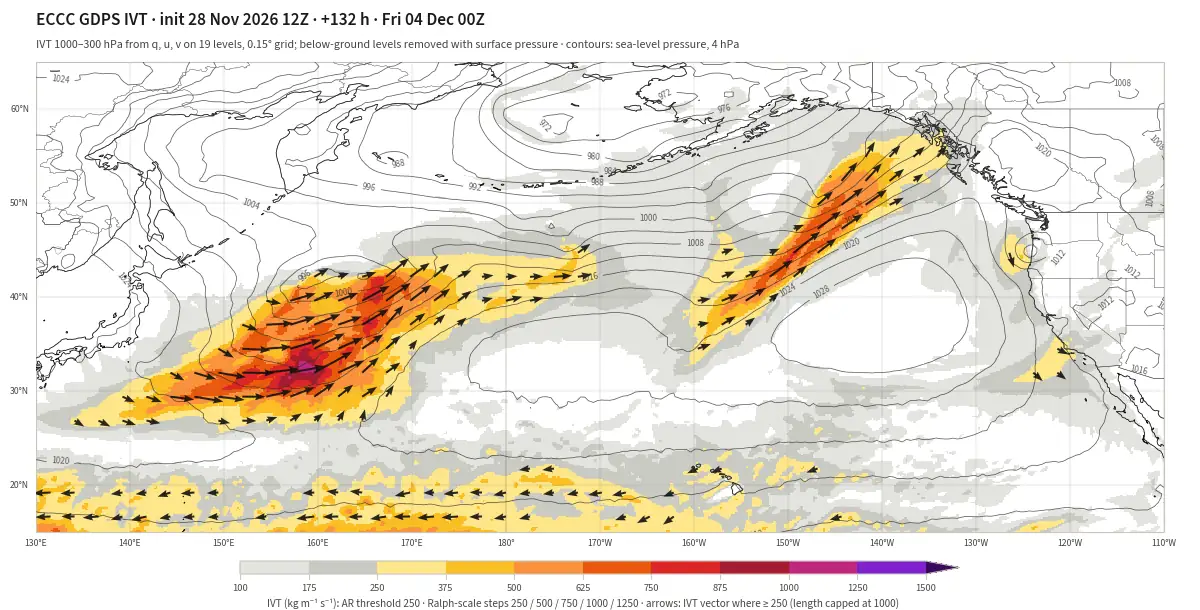 ECCC GDPS IVT · init 28 Nov 2026 12Z · +132 h · Fri 04 Dec 00Z
IVT 1000–300 hPa from q, u, v on 19 levels, 0.15° grid; below-ground levels removed with surface pressure · contours: sea-level pressure, 4 hPa
1024
972
976
1008
60°N
972
980
984
988
988
996
992
1020
1008
1008
50°N
1004
1000
1008
1020
1012
1016
1012
996
1000
1024
1028
1012
40°N
1016
30°N
1020
20°N
130°E
140°E
150°E
160°E
170°E
180°
170°W
160°W
150°W
140°W
130°W
120°W
110°W
100
175
250
375
500
625
750
875
1000
1250
1500
IVT (kg m⁻¹ s⁻¹): AR threshold 250 · Ralph-scale steps 250 / 500 / 750 / 1000 / 1250 · arrows: IVT vector where ≥ 250 (length capped at 1000)